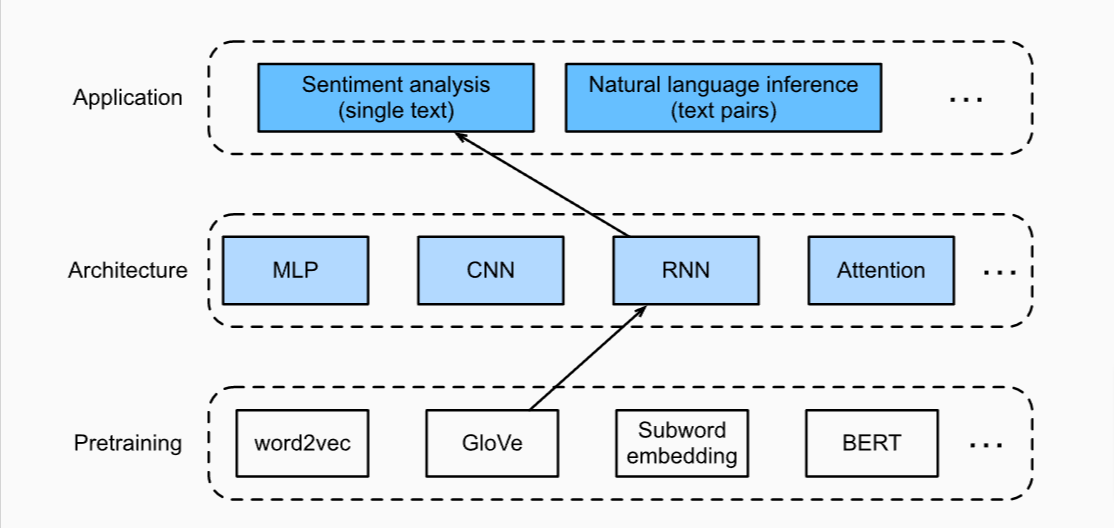 Application
Sentiment analysis
(single text)
Natural language inference
(text pairs)
...
Architecture
MLP
CNN
RNN
Attention
...
Pretraining
word2vec
GloVe
Subword
embedding
BERT
...